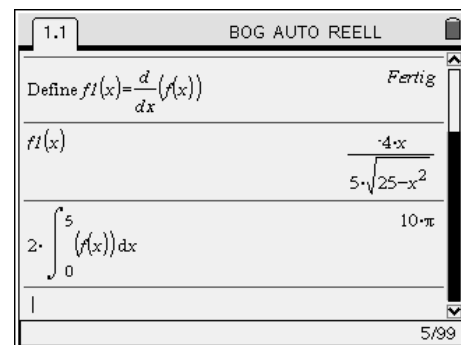 1.1 BOG AUTO REELL
Define f1(x)=d/dx(f(x)) Fertig
f1(x) -4·x/(5·√(25-x²))
2·∫₀⁵(f(x))dx 10·π
5/99